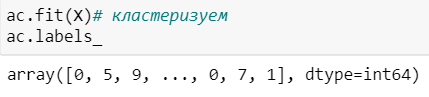 ac.fit(X)# кластеризуем
ac.labels_
array([0, 5, 9, ..., 0, 7, 1], dtype=int64)